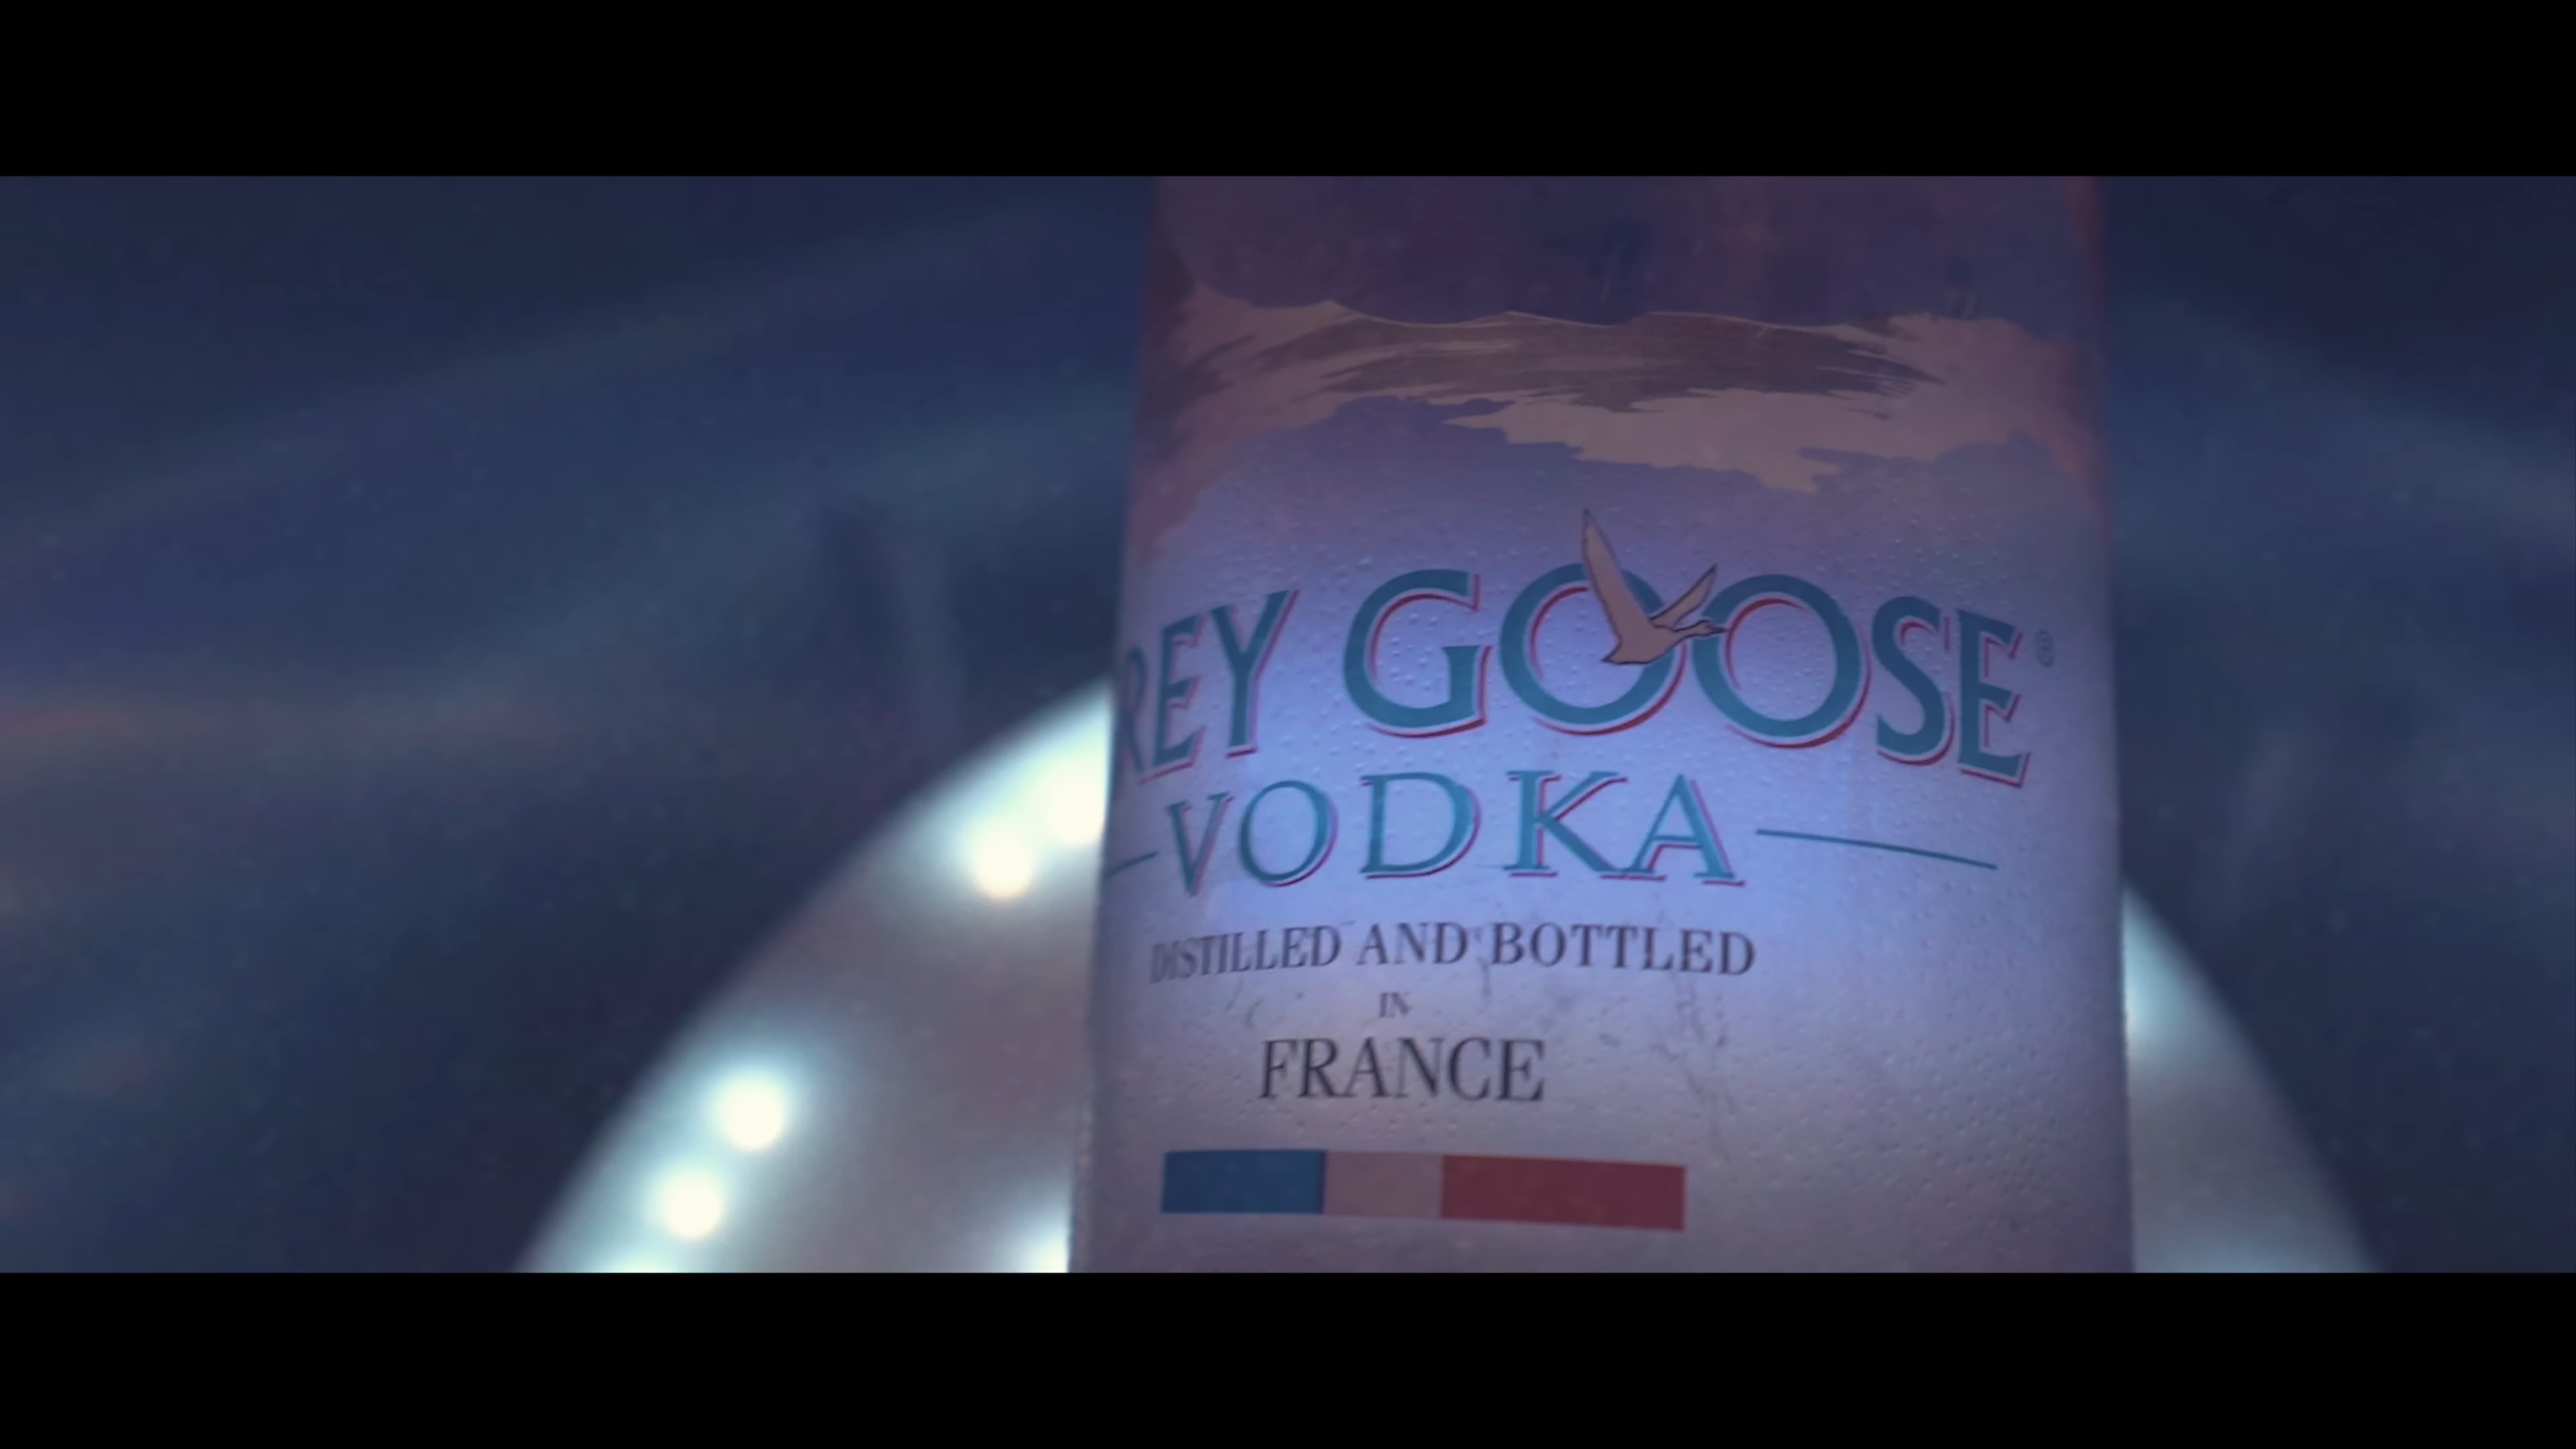 REY GOOSE®
VODKA
DISTILLED AND BOTTLED
IN
FRANCE